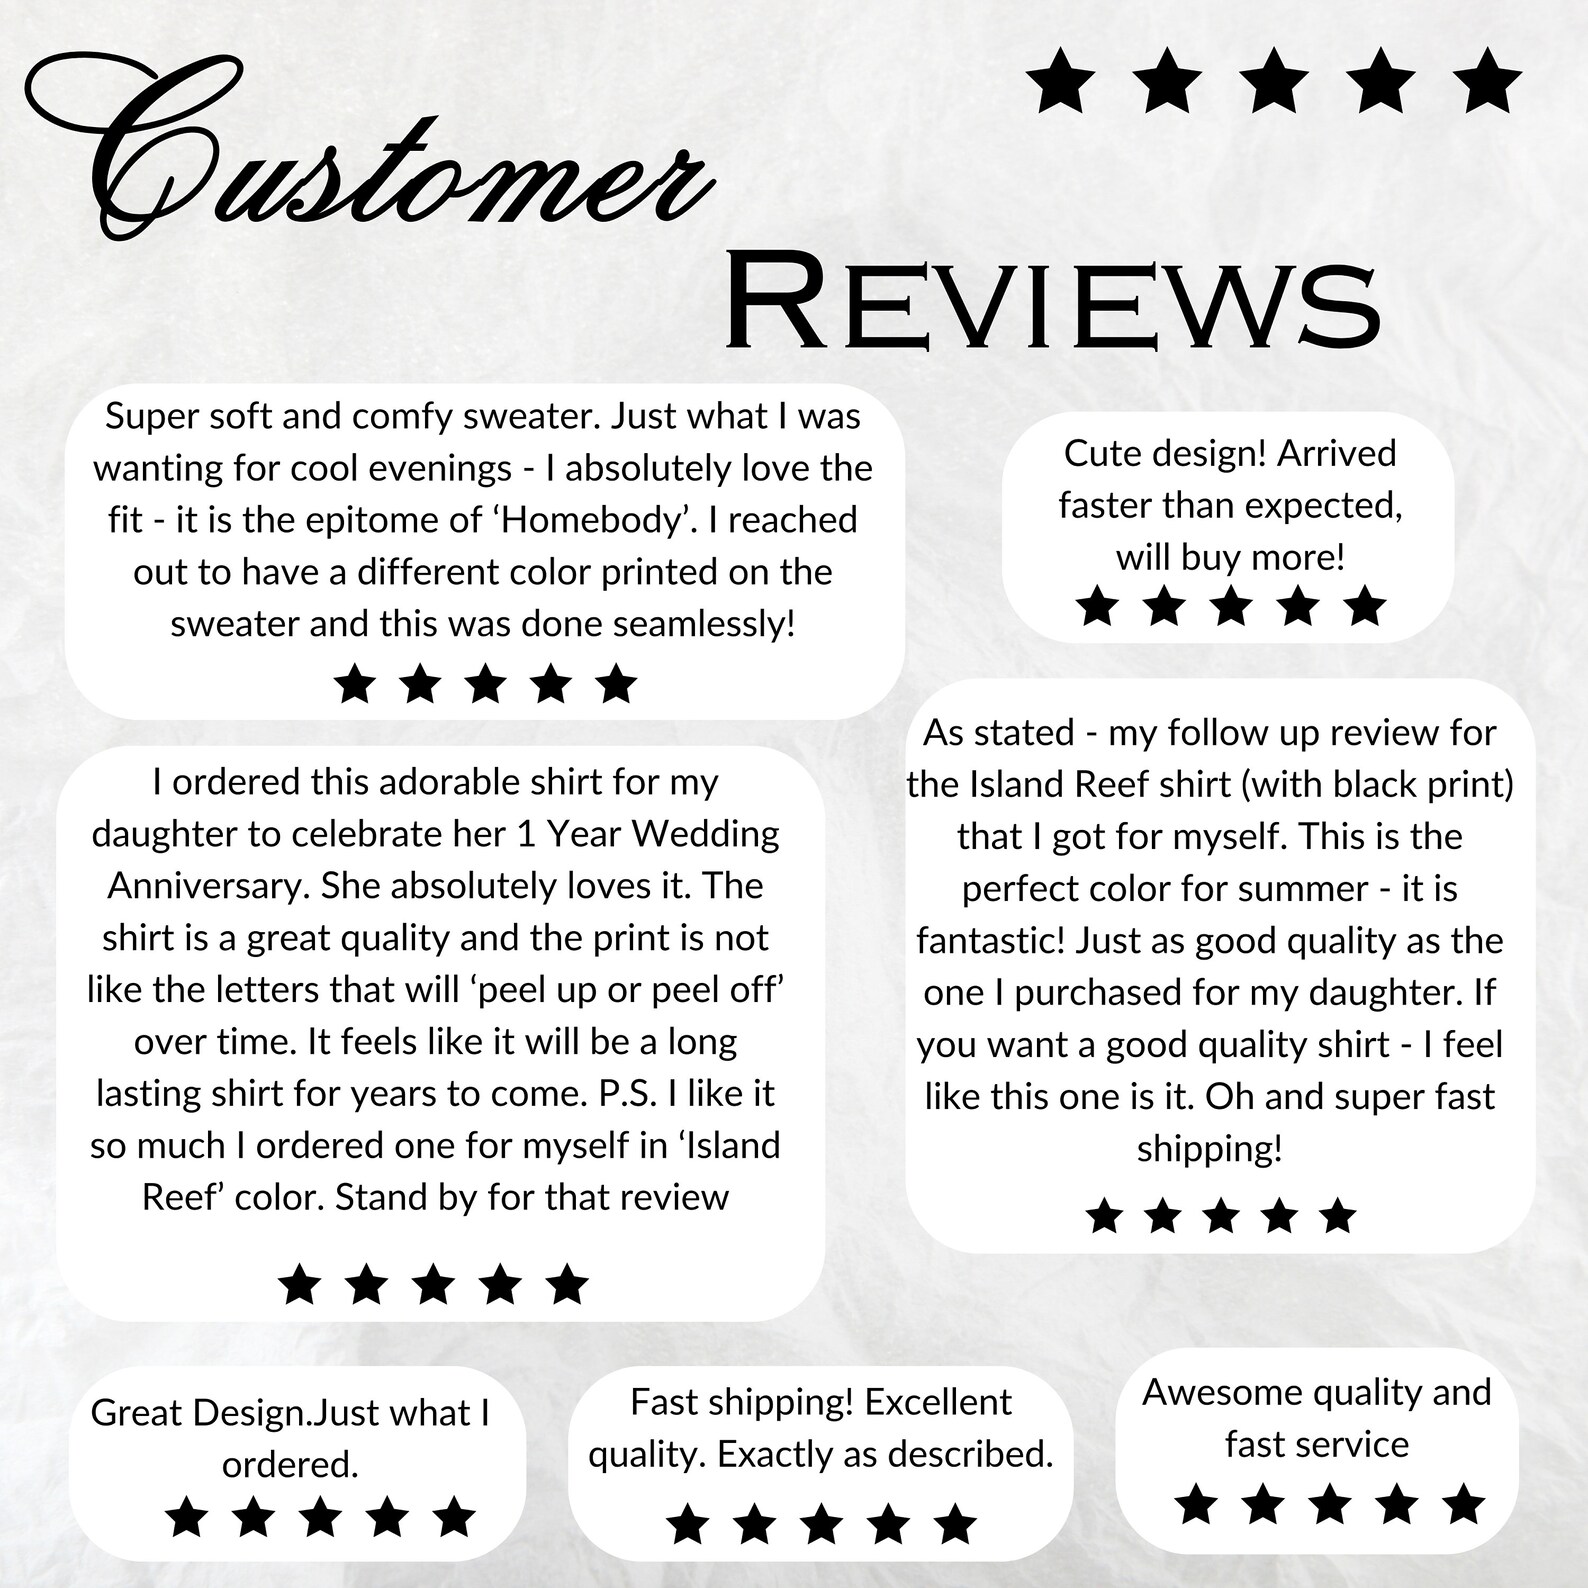 Customer
REVIEWS
Super soft and comfy sweater. Just what I was
wanting for cool evenings - I absolutely love the
fit - it is the epitome of ‘Homebody’. I reached
out to have a different color printed on the
sweater and this was done seamlessly!
Cute design! Arrived
faster than expected,
will buy more!
I ordered this adorable shirt for my
daughter to celebrate her 1 Year Wedding
Anniversary. She absolutely loves it. The
shirt is a great quality and the print is not
like the letters that will ‘peel up or peel off’
over time. It feels like it will be a long
lasting shirt for years to come. P.S. I like it
so much I ordered one for myself in ‘Island
Reef’ color. Stand by for that review
As stated - my follow up review for
the Island Reef shirt (with black print)
that I got for myself. This is the
perfect color for summer - it is
fantastic! Just as good quality as the
one I purchased for my daughter. If
you want a good quality shirt - I feel
like this one is it. Oh and super fast
shipping!
Great Design.Just what I
ordered.
Fast shipping! Excellent
quality. Exactly as described.
Awesome quality and
fast service